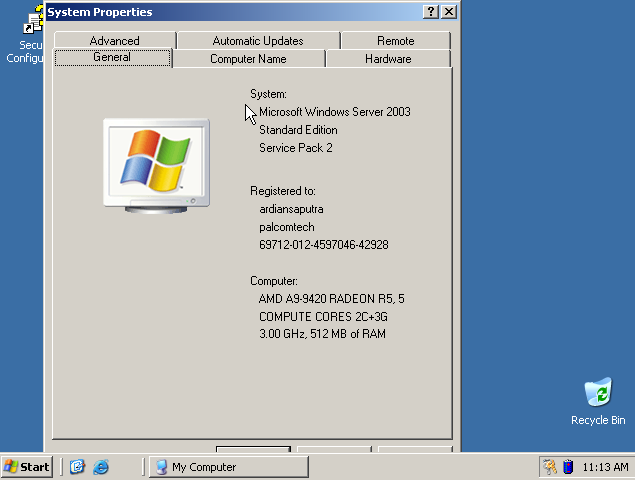 System Properties
Secu
Configu
Advanced
Automatic Updates
Remote
General
Computer Name
Hardware
System:
Microsoft Windows Server 2003
Standard Edition
Service Pack 2
Registered to:
ardiansaputra
palcomtech
69712-012-4597046-42928
Computer:
AMD A9-9420 RADEON R5, 5
COMPUTE CORES 2C+3G
3.00 GHz, 512 MB of RAM
Recycle Bin
Start
My Computer
11:13 AM